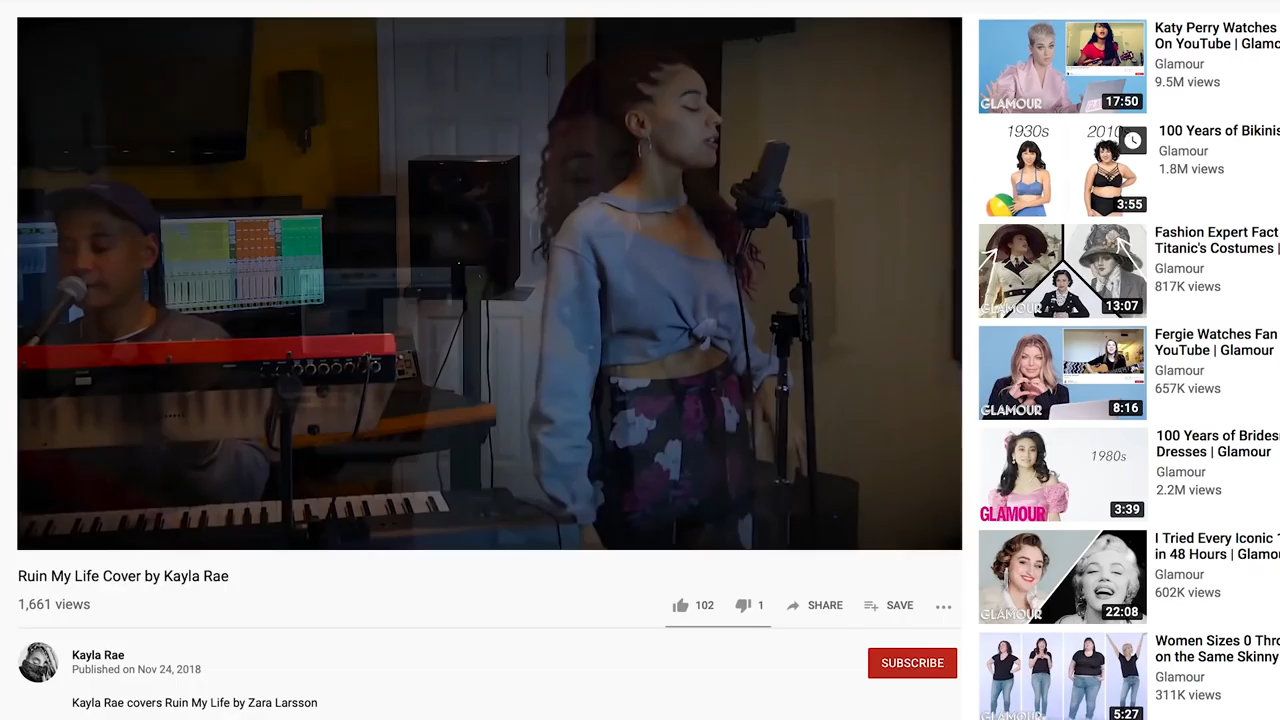 Ruin My Life Cover by Kayla Rae
1,661 views
102
1
SHARE
SAVE
Kayla Rae
Published on Nov 24, 2018
SUBSCRIBE
Kayla Rae covers Ruin My Life by Zara Larsson
GLAMOUR
17:50
Katy Perry Watches
On YouTube | Glamo
Glamour
9.5M views
1930s
2010
3:55
100 Years of Bikinis
Glamour
1.8M views
GLAMOUR
13:07
Fashion Expert Fact
Titanic's Costumes |
Glamour
817K views
GLAMOUR
8:16
Fergie Watches Fan
YouTube | Glamour
Glamour
657K views
1980s
GLAMOUR
3:39
100 Years of Brides
Dresses | Glamour
Glamour
2.2M views
GLAMOUR
22:08
I Tried Every Iconic
in 48 Hours | Glamo
Glamour
602K views
5:27
Women Sizes 0 Thro
on the Same Skinny
Glamour
311K views